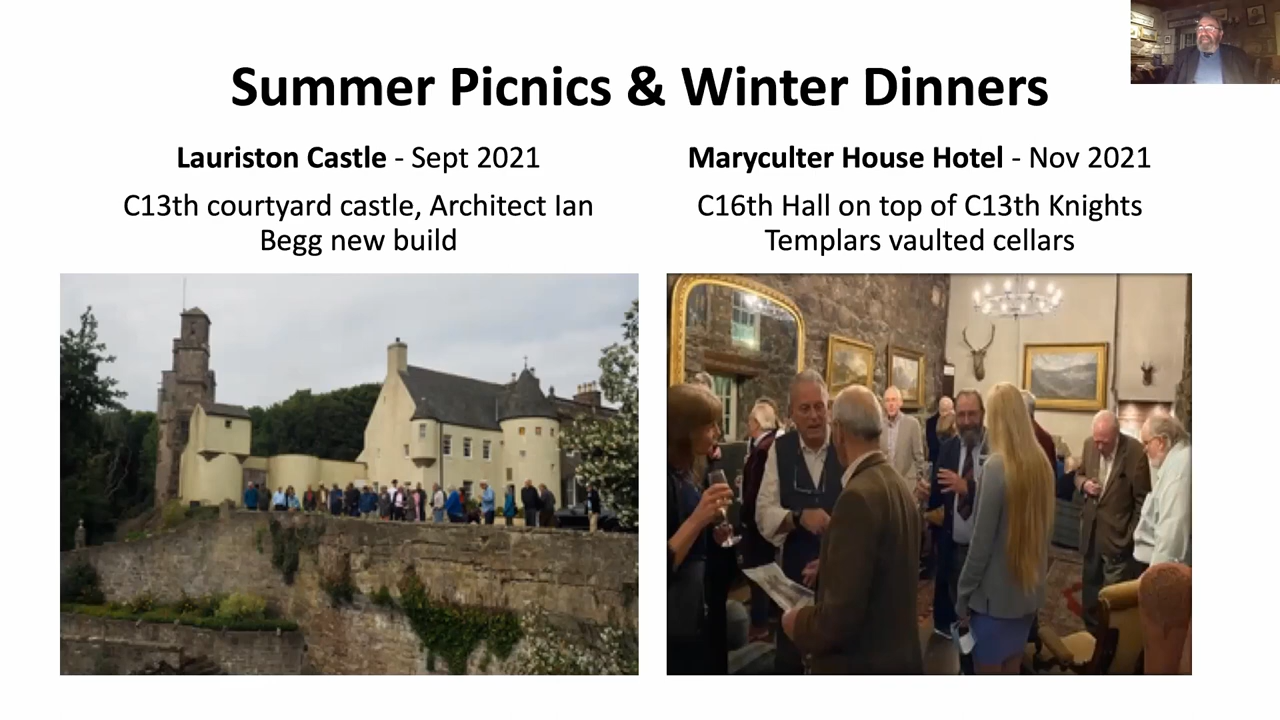 Summer Picnics & Winter Dinners
Lauriston Castle - Sept 2021
C13th courtyard castle, Architect Ian
Begg new build
Maryculter House Hotel - Nov 2021
C16th Hall on top of C13th Knights
Templars vaulted cellars